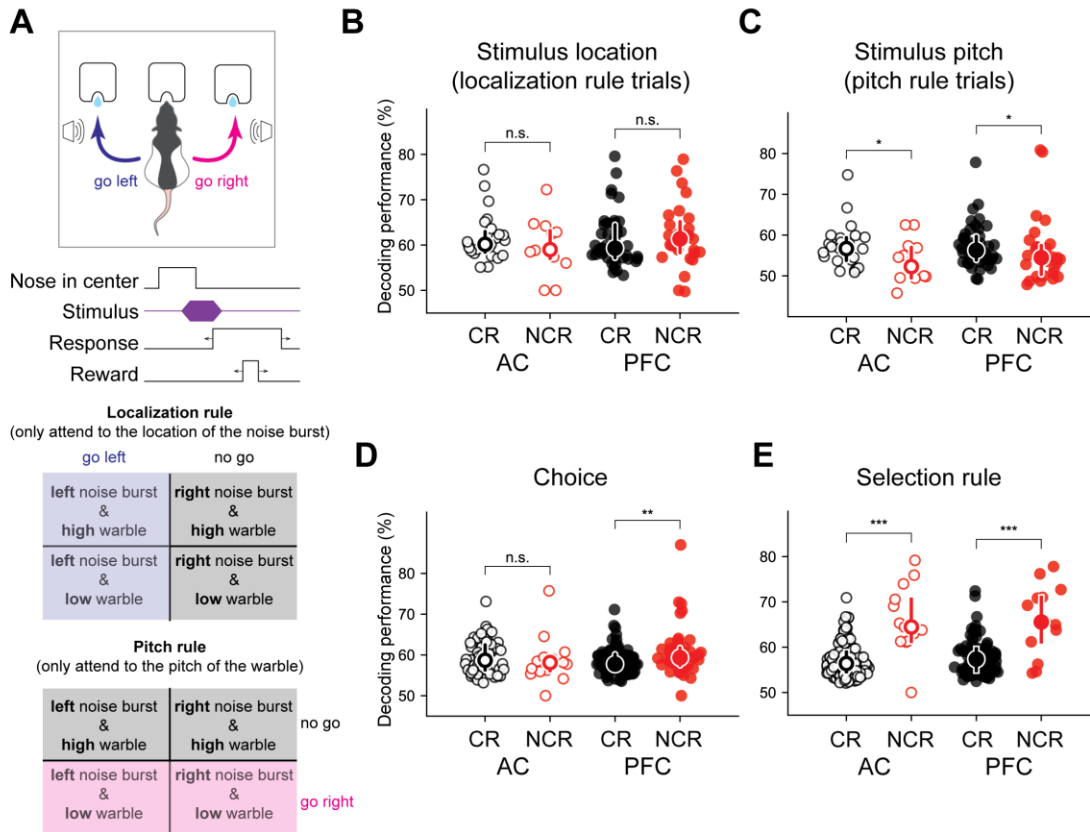 A
go left
go right
Nose in center
Stimulus
Response
Reward
Localization rule
(only attend to the location of the noise burst)
go left
no go
left noise burst
&
high warble
right noise burst
&
high warble
left noise burst
&
low warble
right noise burst
&
low warble
Pitch rule
(only attend to the pitch of the warble)
left noise burst
&
high warble
right noise burst
&
high warble
no go
left noise burst
&
low warble
right noise burst
&
low warble
go right
B
Stimulus location
(localization rule trials)
Decoding performance (%)
80
70
60
50
n.s.
n.s.
CR
NCR
CR
NCR
AC
PFC
C
Stimulus pitch
(pitch rule trials)
80
70
60
50
*
*
CR
NCR
CR
NCR
AC
PFC
D
Choice
Decoding performance (%)
80
70
60
50
n.s.
**
CR
NCR
CR
NCR
AC
PFC
E
Selection rule
80
70
60
50
***
***
CR
NCR
CR
NCR
AC
PFC